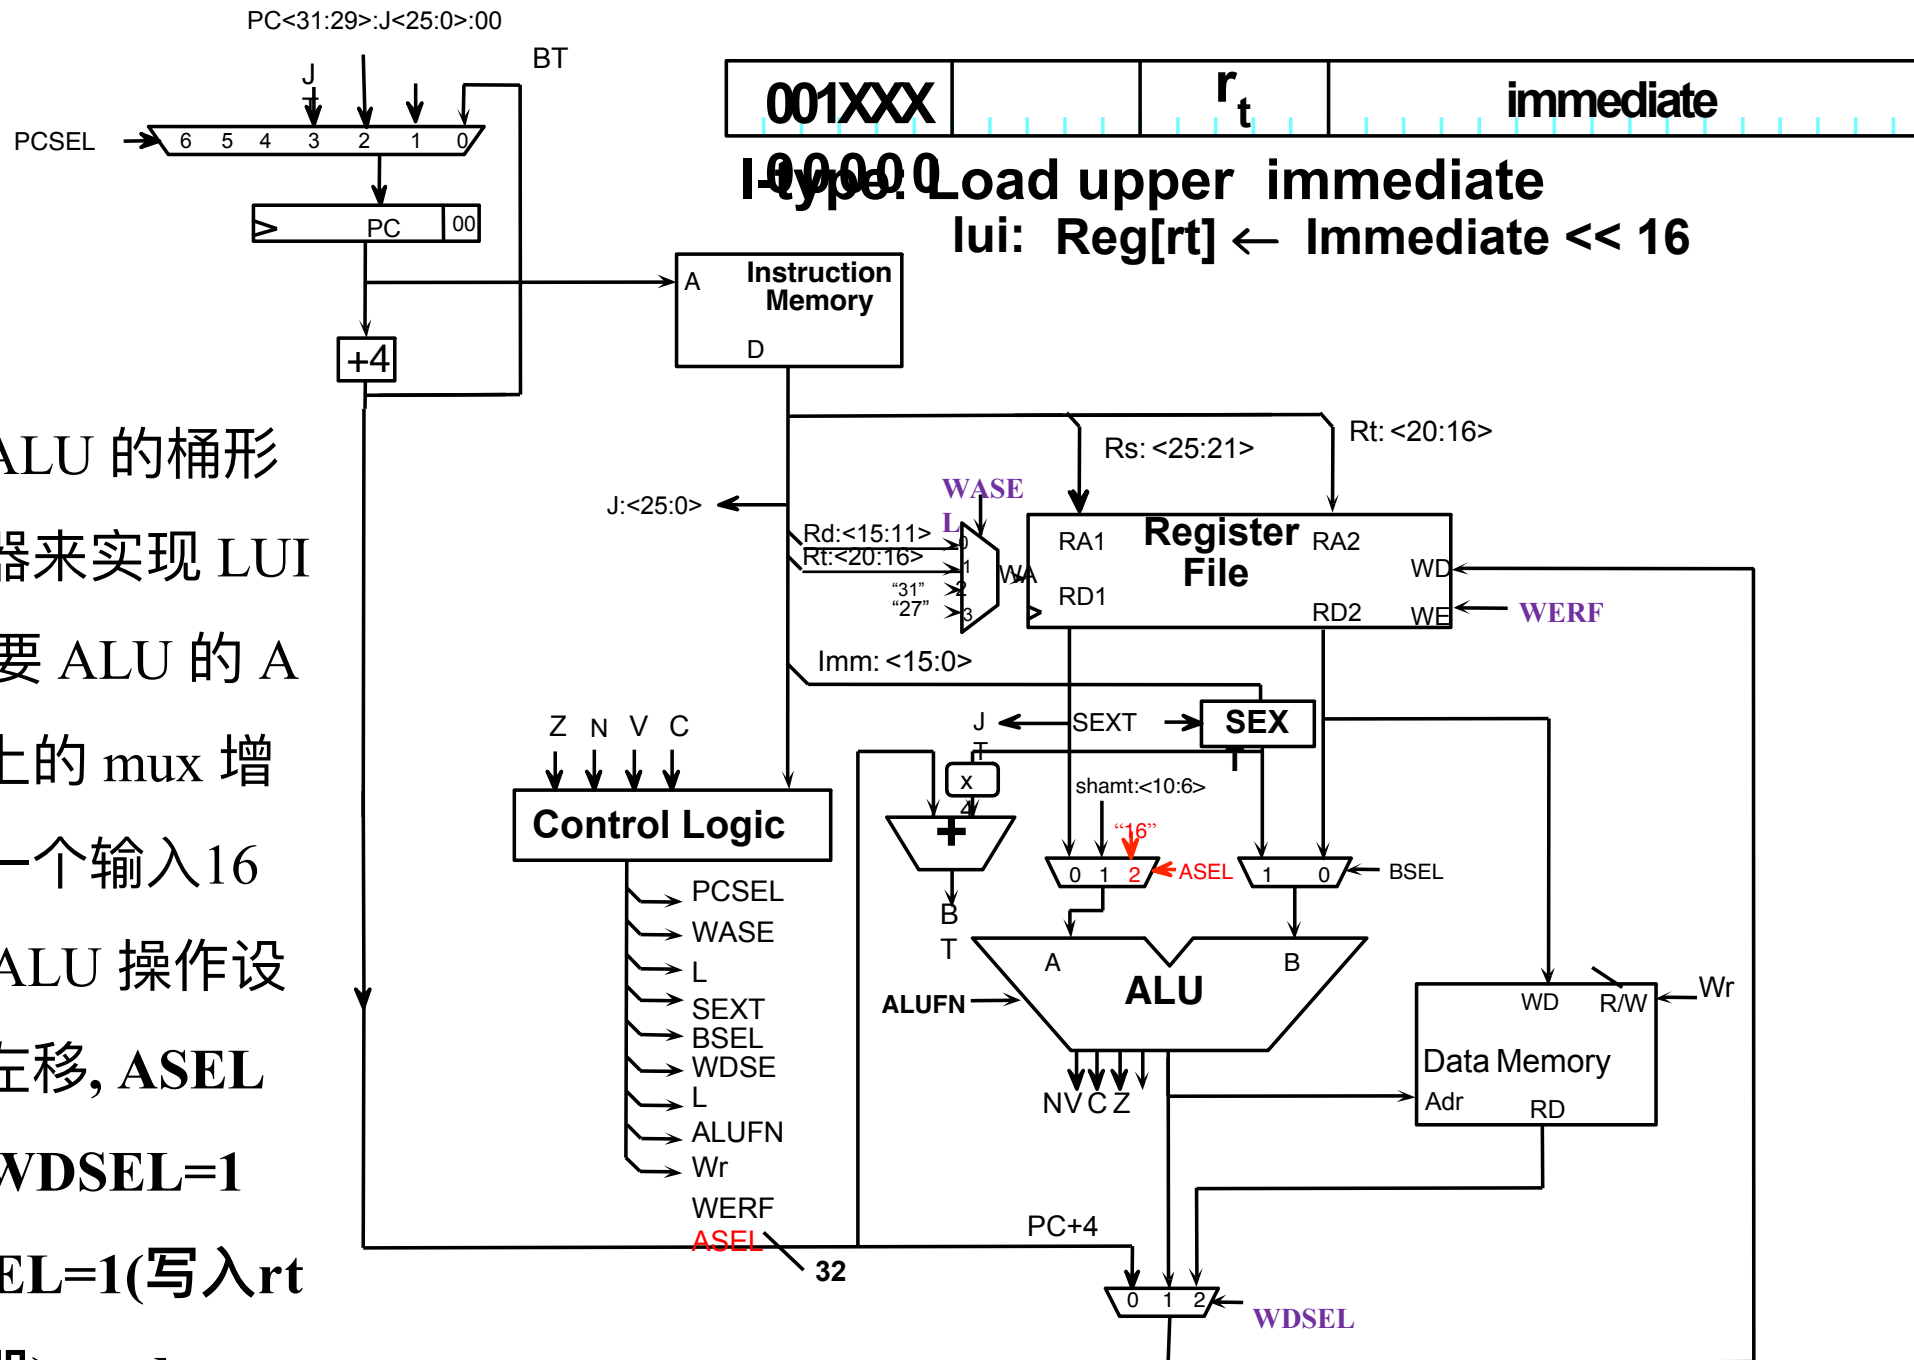 PC<31:29>:J<25:0>:00
BT
JT
PCSEL
6 5 4 3 2 1 0
PC 00
+4
001XXX
rt
immediate
00000
I-type: Load upper immediate
lui: Reg[rt] ← Immediate << 16
A
Instruction
Memory
D
Rs: <25:21>
Rt: <20:16>
J:<25:0>
WASE
L
Rd:<15:11>
Rt:<20:16>
"31"
"27"
0
1
2
3
WA
RA1
Register
File
RA2
WD
RD1
RD2
WE
WERF
Imm: <15:0>
Z N V C
Control Logic
JT
SEXT
SEX
T
x
4
shamt:<10:6>
"16"
+
0 1 2
ASEL
1 0
BSEL
B
T
A
B
ALU
ALUFN
NV C Z
WD
R/W
Wr
Data Memory
Adr
RD
PCSEL
WASE
L
SEXT
BSEL
WDSE
L
ALUFN
Wr
WERF
ASEL
32
PC+4
0 1 2
WDSEL
ALU 的桶形
器来实现 LUI
要 ALU 的 A
上的 mux 增
一个输入16
ALU 操作设
左移, ASEL
WDSEL=1
EL=1(写入rt